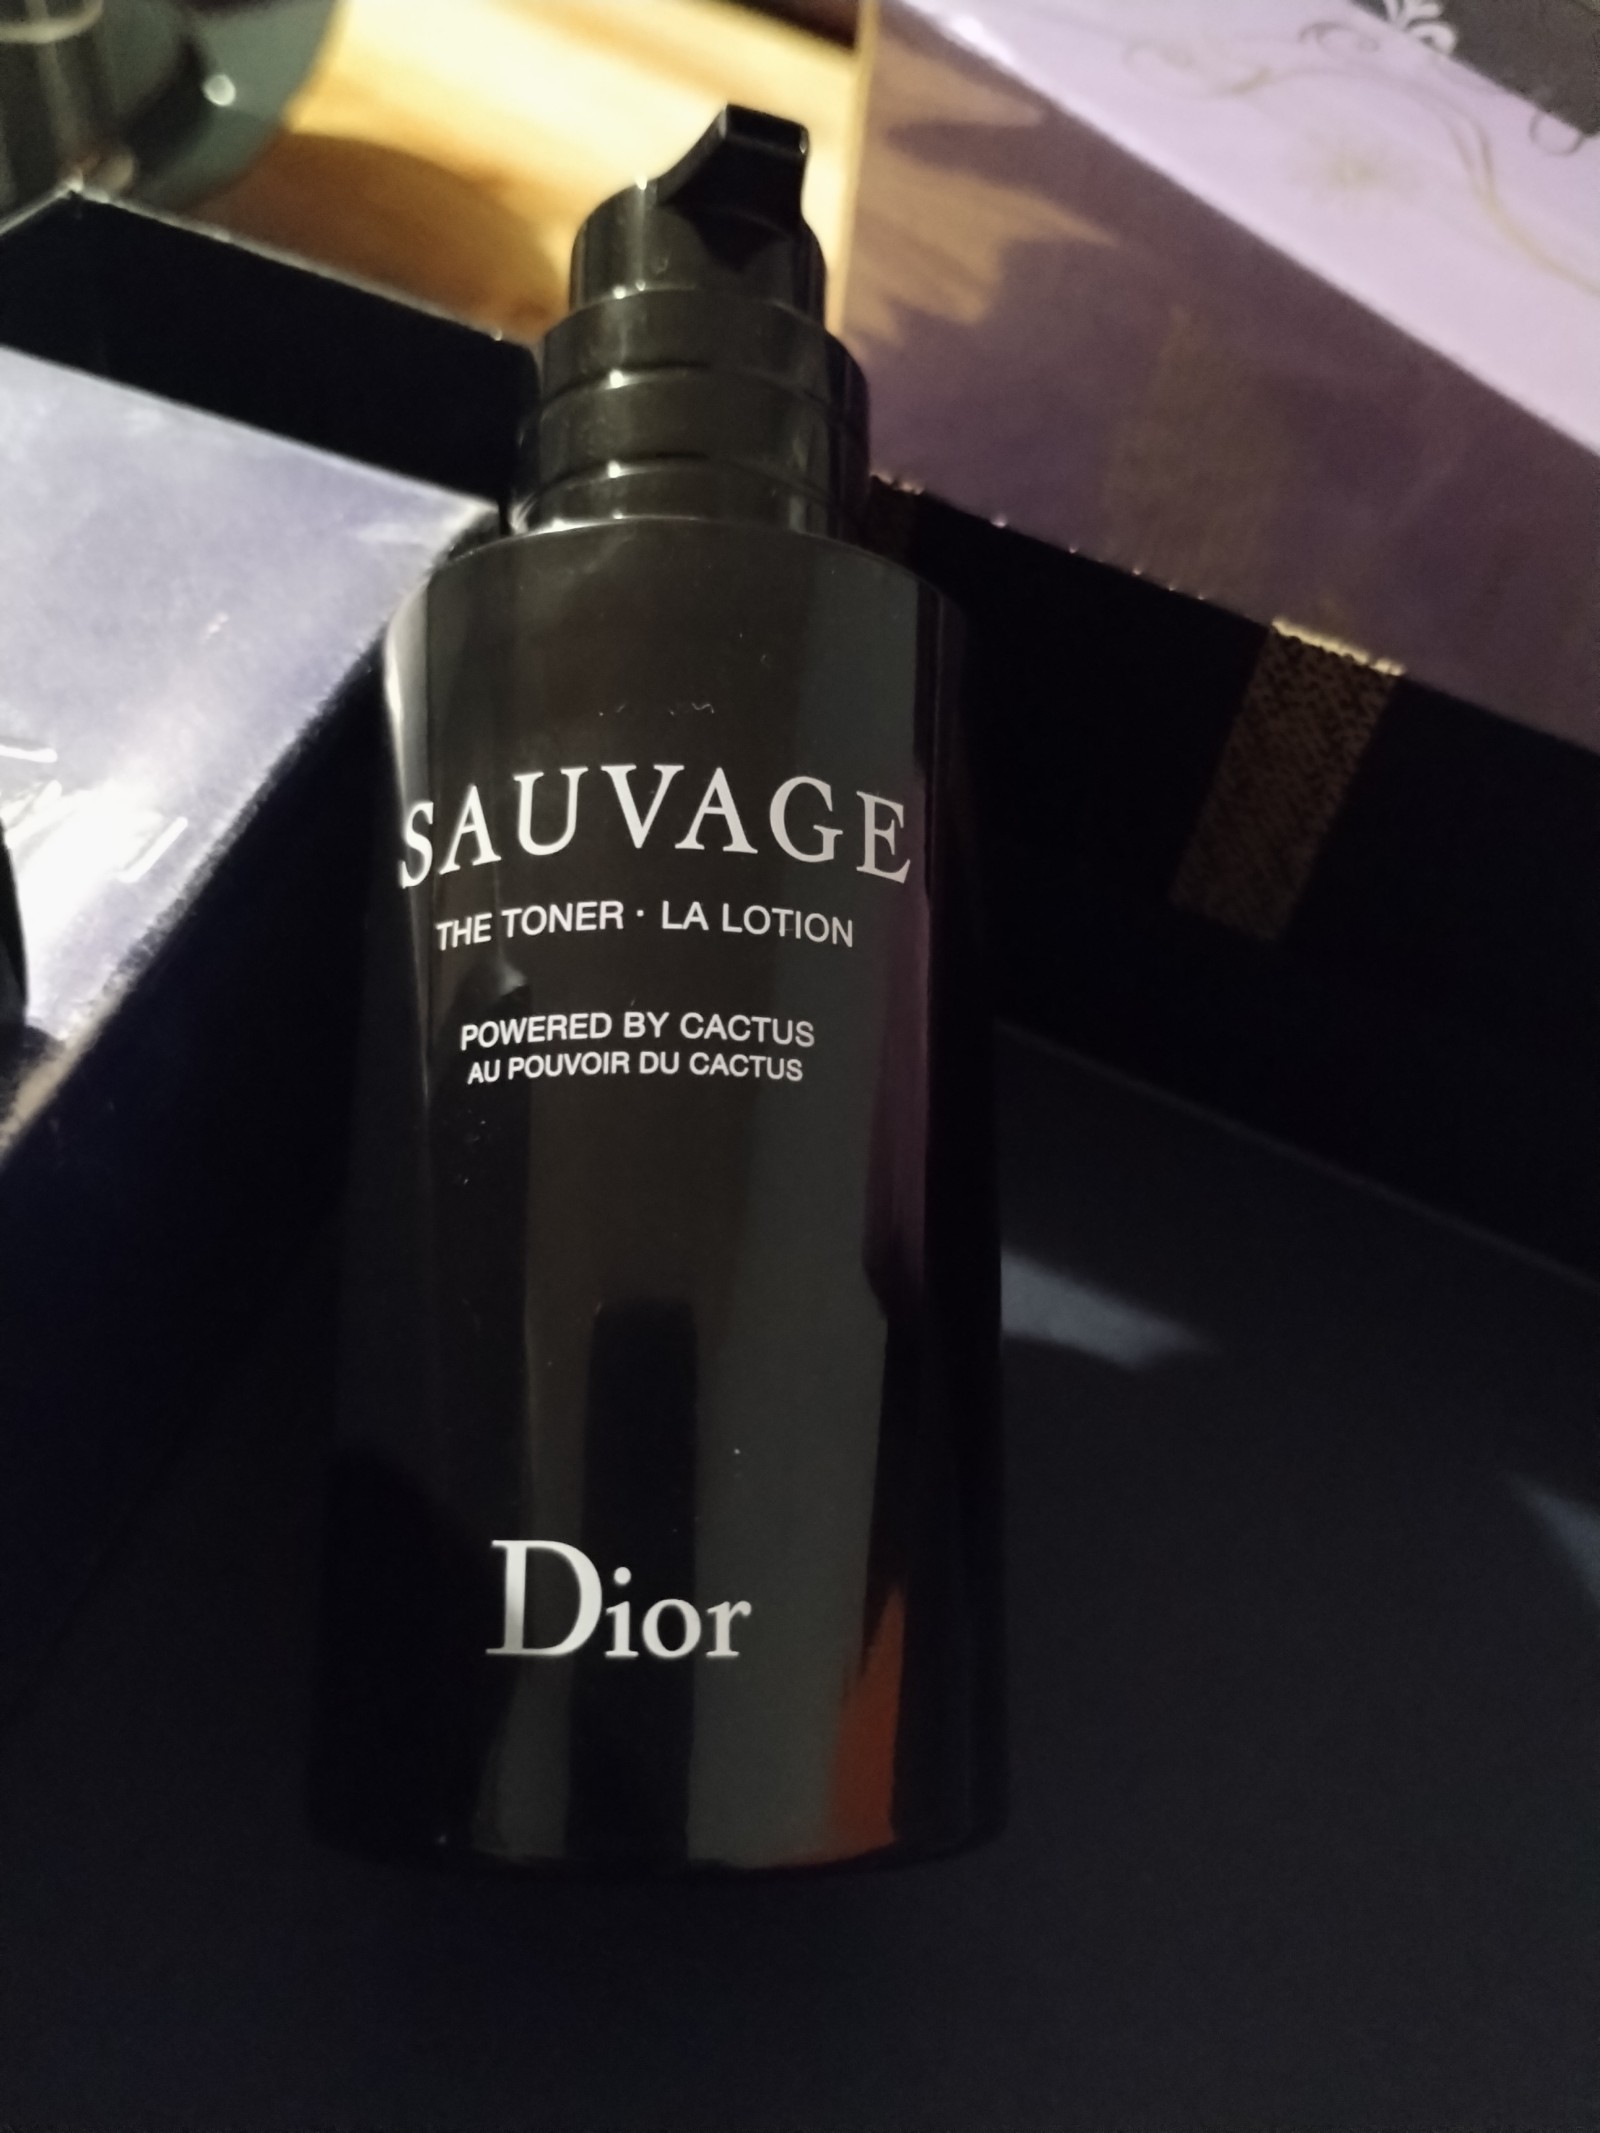 SAUVAGE
THE TONER · LA LOTION
POWERED BY CACTUS
AU POUVOIR DU CACTUS
Dior